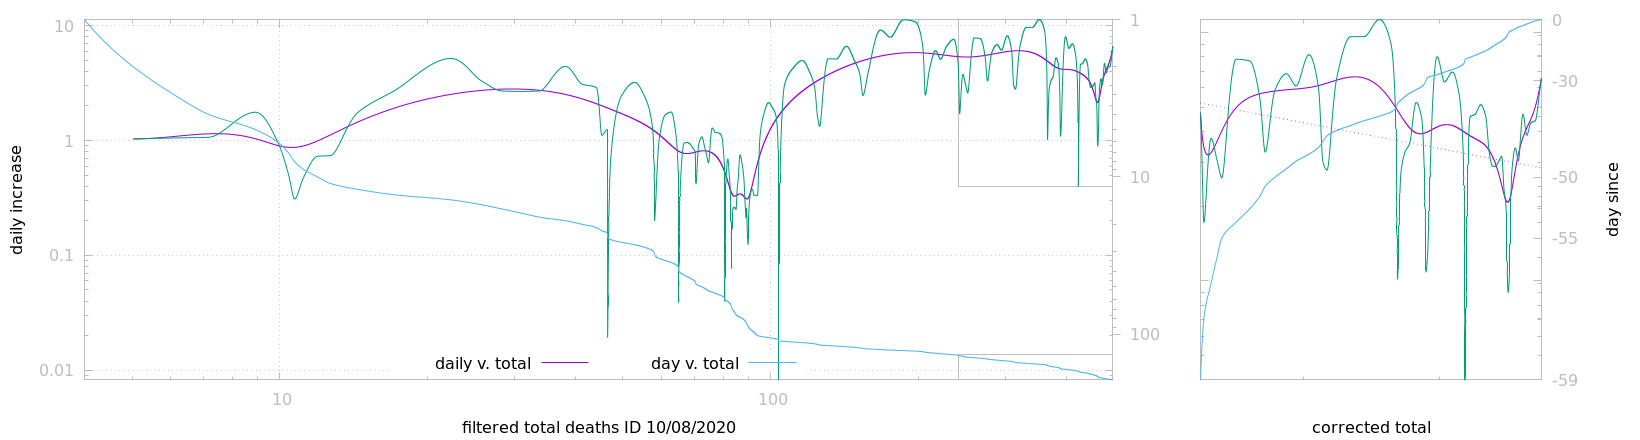 10
1
0.1
0.01
daily increase
daily v. total
day v. total
10
100
filtered total deaths ID 10/08/2020
1
10
100
0
-30
-50
-55
-59
day since
corrected total